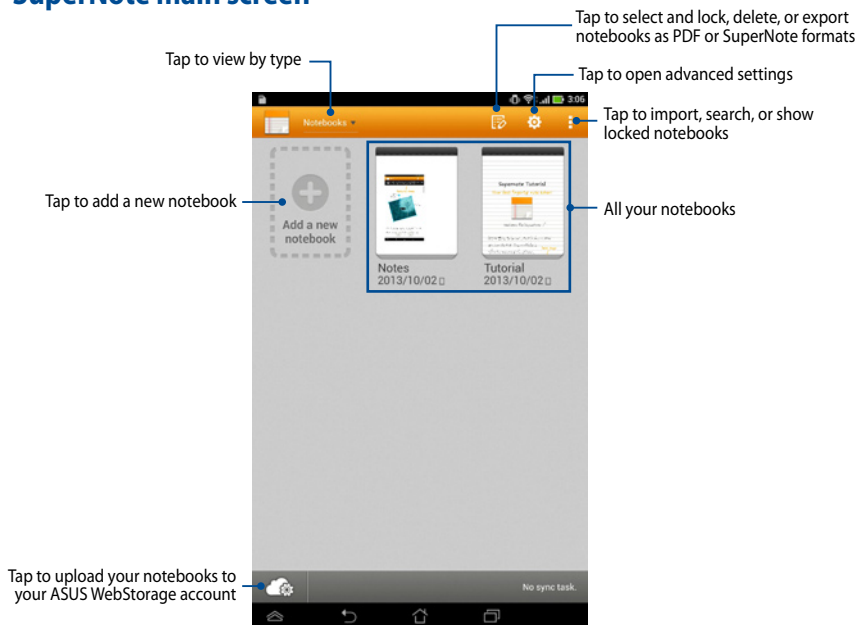 SuperNote main screen
Tap to select and lock, delete, or export
notebooks as PDF or SuperNote formats
Tap to view by type
Tap to open advanced settings
3:06
Notebooks
Tap to import, search, or show
locked notebooks
Tap to add a new notebook
Add a new
notebook
Supernote Tutorial
All your notebooks
Notes
2013/10/02
Tutorial
2013/10/02
Tap to upload your notebooks to
your ASUS WebStorage account
No sync task.